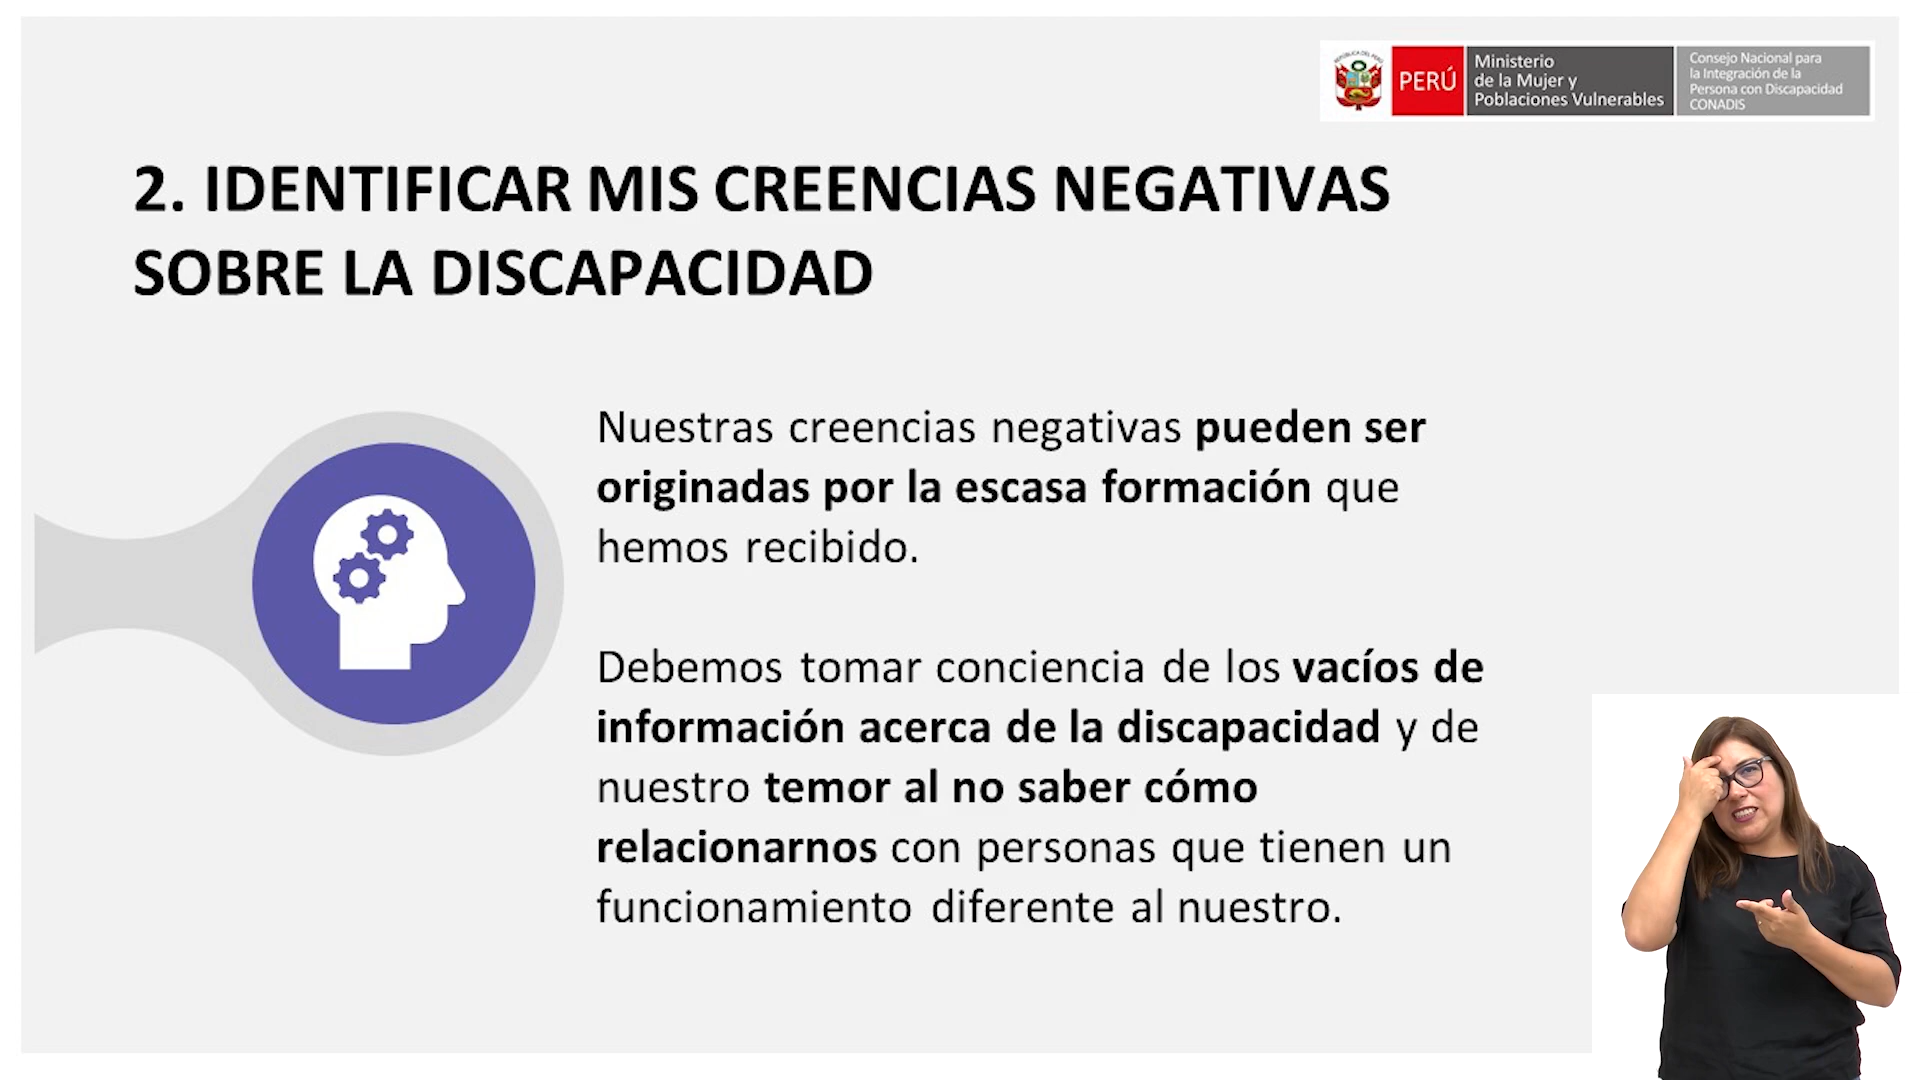 REPÚBLICA DEL PERÚ
PERÚ
Ministerio
de la Mujer y
Poblaciones Vulnerables
Consejo Nacional para
la Integración de la
Persona con Discapacidad
CONADIS
2. IDENTIFICAR MIS CREENCIAS NEGATIVAS
SOBRE LA DISCAPACIDAD
Nuestras creencias negativas pueden ser
originadas por la escasa formación que
hemos recibido.
Debemos tomar conciencia de los vacíos de
información acerca de la discapacidad y de
nuestro temor al no saber cómo
relacionarnos con personas que tienen un
funcionamiento diferente al nuestro.